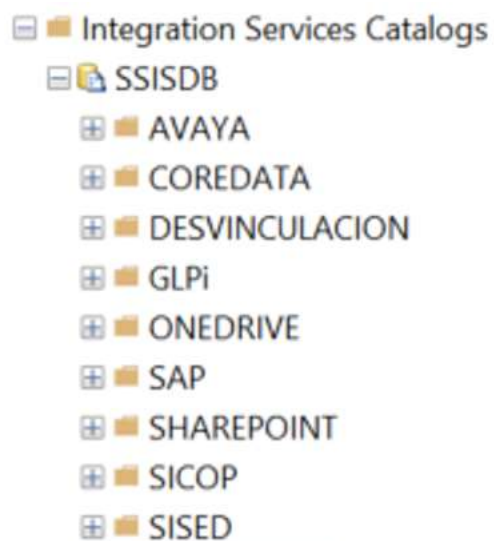 Integration Services Catalogs
SSISDB
AVAYA
COREDATA
DESVINCULACION
GLPi
ONEDRIVE
SAP
SHAREPOINT
SICOP
SISED